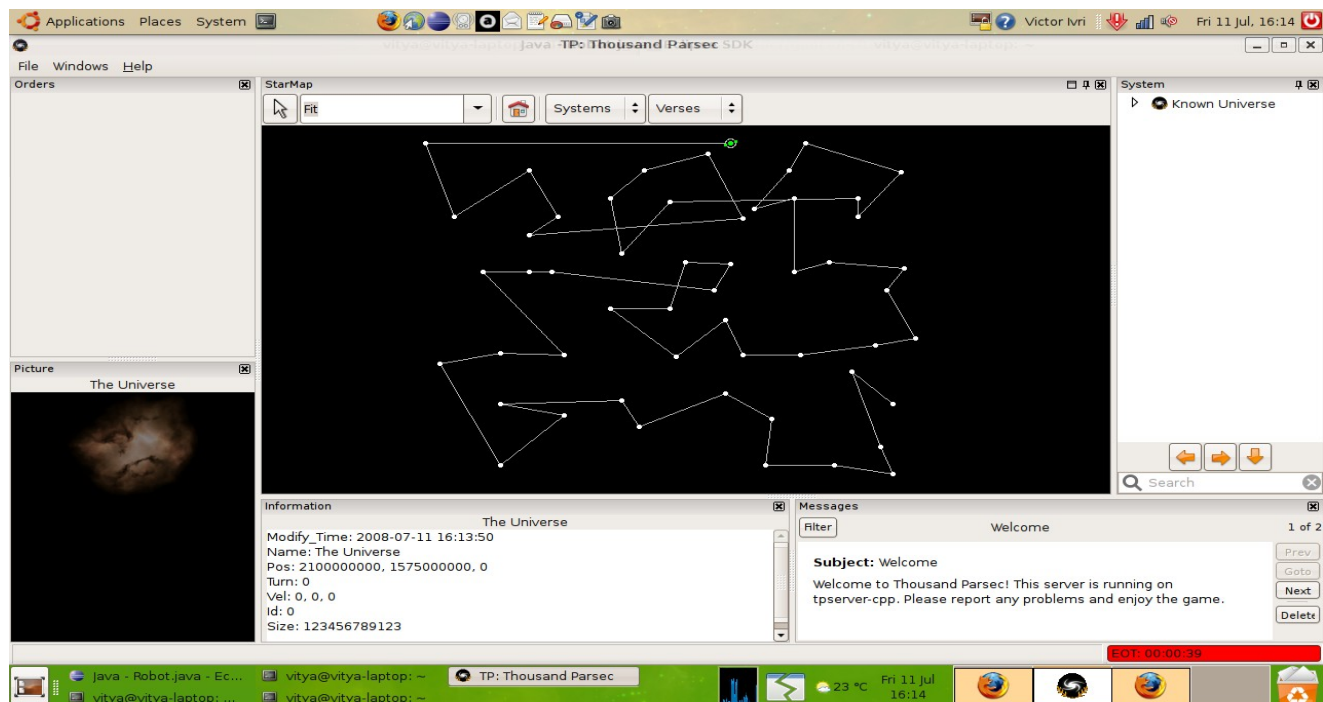 Applications Places System a Victor Ivri Fri 11 Jul, 16:14
Java - TP: Thousand Parsec SDK
File Windows Help
Orders
StarMap
System
Fit Systems Verses
Known Universe
Picture
The Universe
Search
Information
The Universe
Modify_Time: 2008-07-11 16:13:50
Name: The Universe
Pos: 2100000000, 1575000000, 0
Turn: 0
Vel: 0, 0, 0
Id: 0
Size: 123456789123
Messages
Filter Welcome 1 of 2
Subject: Welcome
Welcome to Thousand Parsec! This server is running on
tpserver-cpp. Please report any problems and enjoy the game.
Prev
Goto
Next
Delete
EOT: 00:00:39
Java - Robot.java - Ec... vitya@vitya-laptop: ~ TP: Thousand Parsec
vitya@vitya-laptop: ... vitya@vitya-laptop: ~
23 °C Fri 11 Jul
16:14